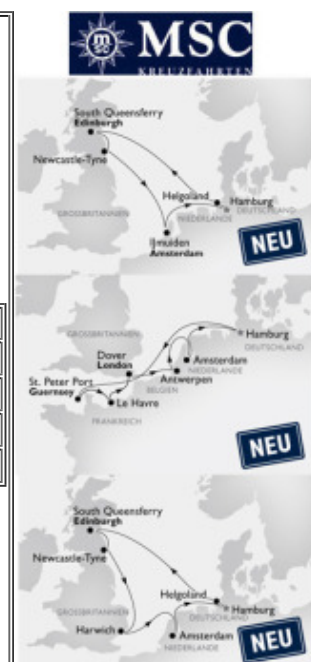 MSC
KREUZFAHRTEN
South Queensferry
Edinburgh
Newcastle-Tyne
Helgoland
Hamburg
GROSSBRITANNIEN
NIEDERLANDE
DEUTSCHLAND
IJmuiden
Amsterdam
NEU
GROSSBRITANNIEN
Hamburg
DEUTSCHLAND
Dover
London
Amsterdam
NIEDERLANDE
St. Peter Port
Guernsey
Antwerpen
BELGIEN
Le Havre
FRANKREICH
NEU
South Queensferry
Edinburgh
Newcastle-Tyne
Helgoland
Hamburg
GROSSBRITANNIEN
DEUTSCHLAND
Harwich
Amsterdam
NIEDERLANDE
NEU